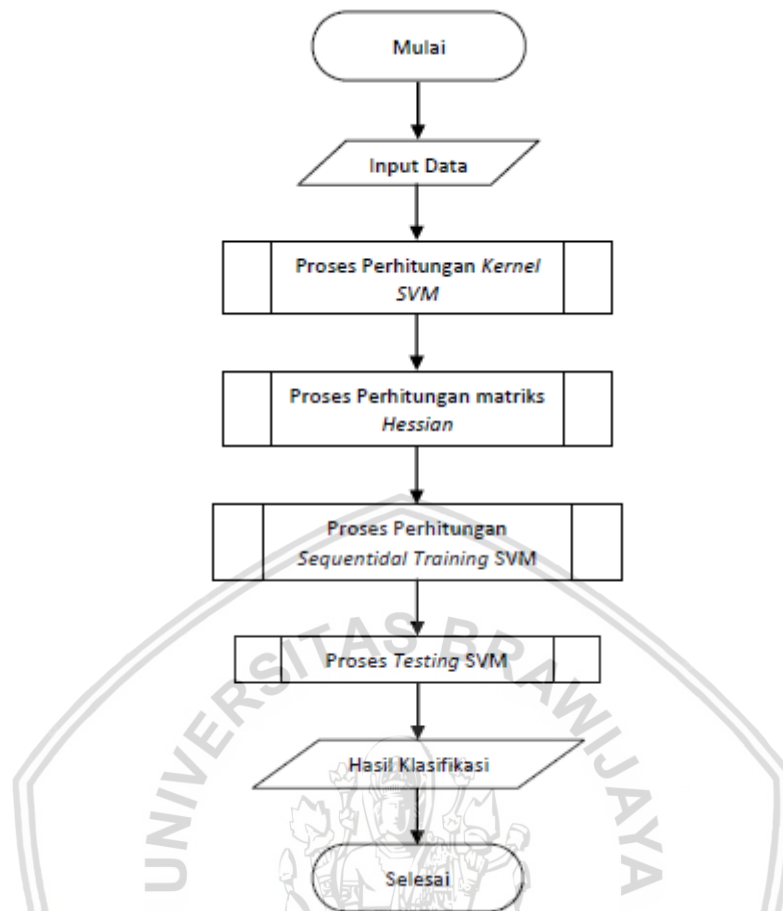 Mulai
Input Data
Proses Perhitungan Kernel
SVM
Proses Perhitungan matriks
Hessian
Proses Perhitungan
Sequentidal Training SVM
Proses Testing SVM
Hasil Klasifikasi
Selesai
UNIVERSITAS BRAWIJAYA